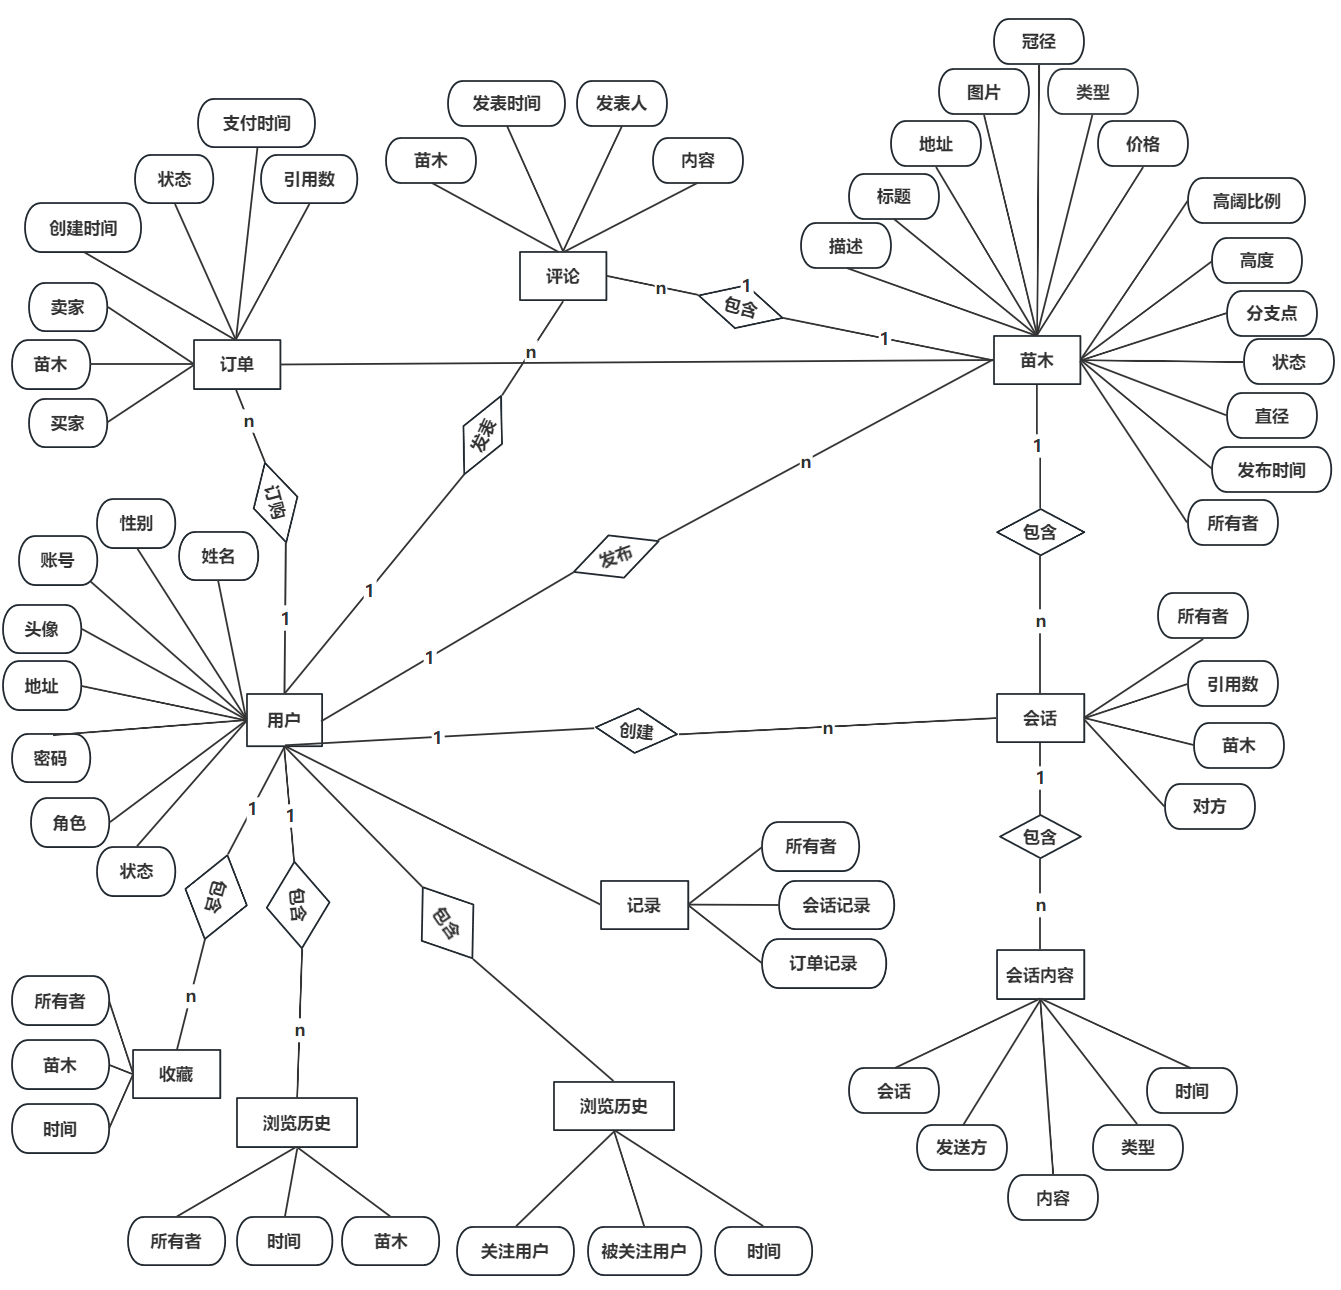 冠径
图片
类型
发表时间
发表人
支付时间
地址
价格
苗木
内容
状态
引用数
标题
高阔比例
创建时间
描述
高度
评论
n
1
包含
1
卖家
分支点
订单
苗木
苗木
状态
n
买家
n
直径
发表
1
n
发布时间
订购
性别
所有者
包含
账号
姓名
发布
1
1
n
所有者
头像
1
引用数
地址
用户
会话
创建
1
n
苗木
密码
1
对方
1
1
角色
包含
所有者
状态
包含
包含
包含
记录
会话记录
n
订单记录
会话内容
n
所有者
n
苗木
收藏
会话
时间
浏览历史
浏览历史
时间
发送方
类型
内容
所有者
时间
苗木
关注用户
被关注用户
时间